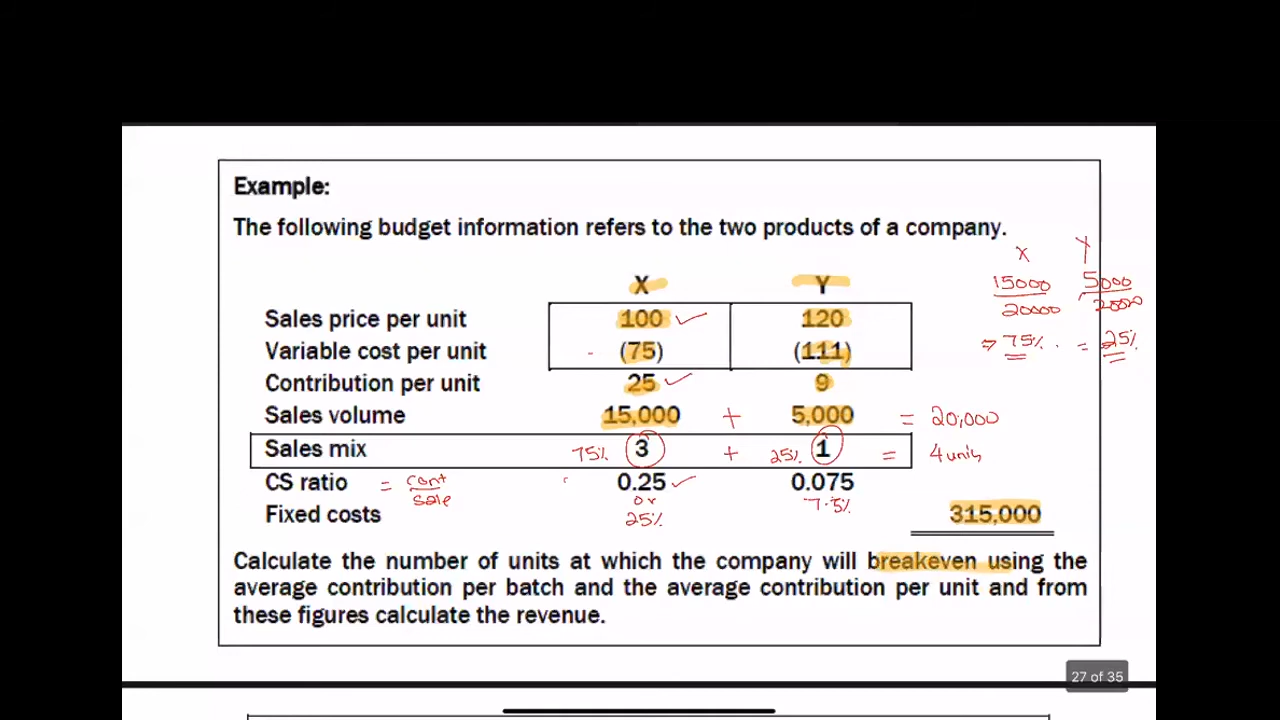 Example:
The following budget information refers to the two products of a company.
X Y
X Y
Sales price per unit 100 120
15000 5000
20000 2000
Variable cost per unit (75) (111)
⇒ 75%. = 25%
Contribution per unit 25 9
Sales volume 15,000 + 5,000 = 20,000
Sales mix 75% 3 + 25% 1 = 4 units
CS ratio = cont 0.25 0.075
sale or 7.5%
25%
Fixed costs 315,000
Calculate the number of units at which the company will breakeven using the
average contribution per batch and the average contribution per unit and from
these figures calculate the revenue.
27 of 35